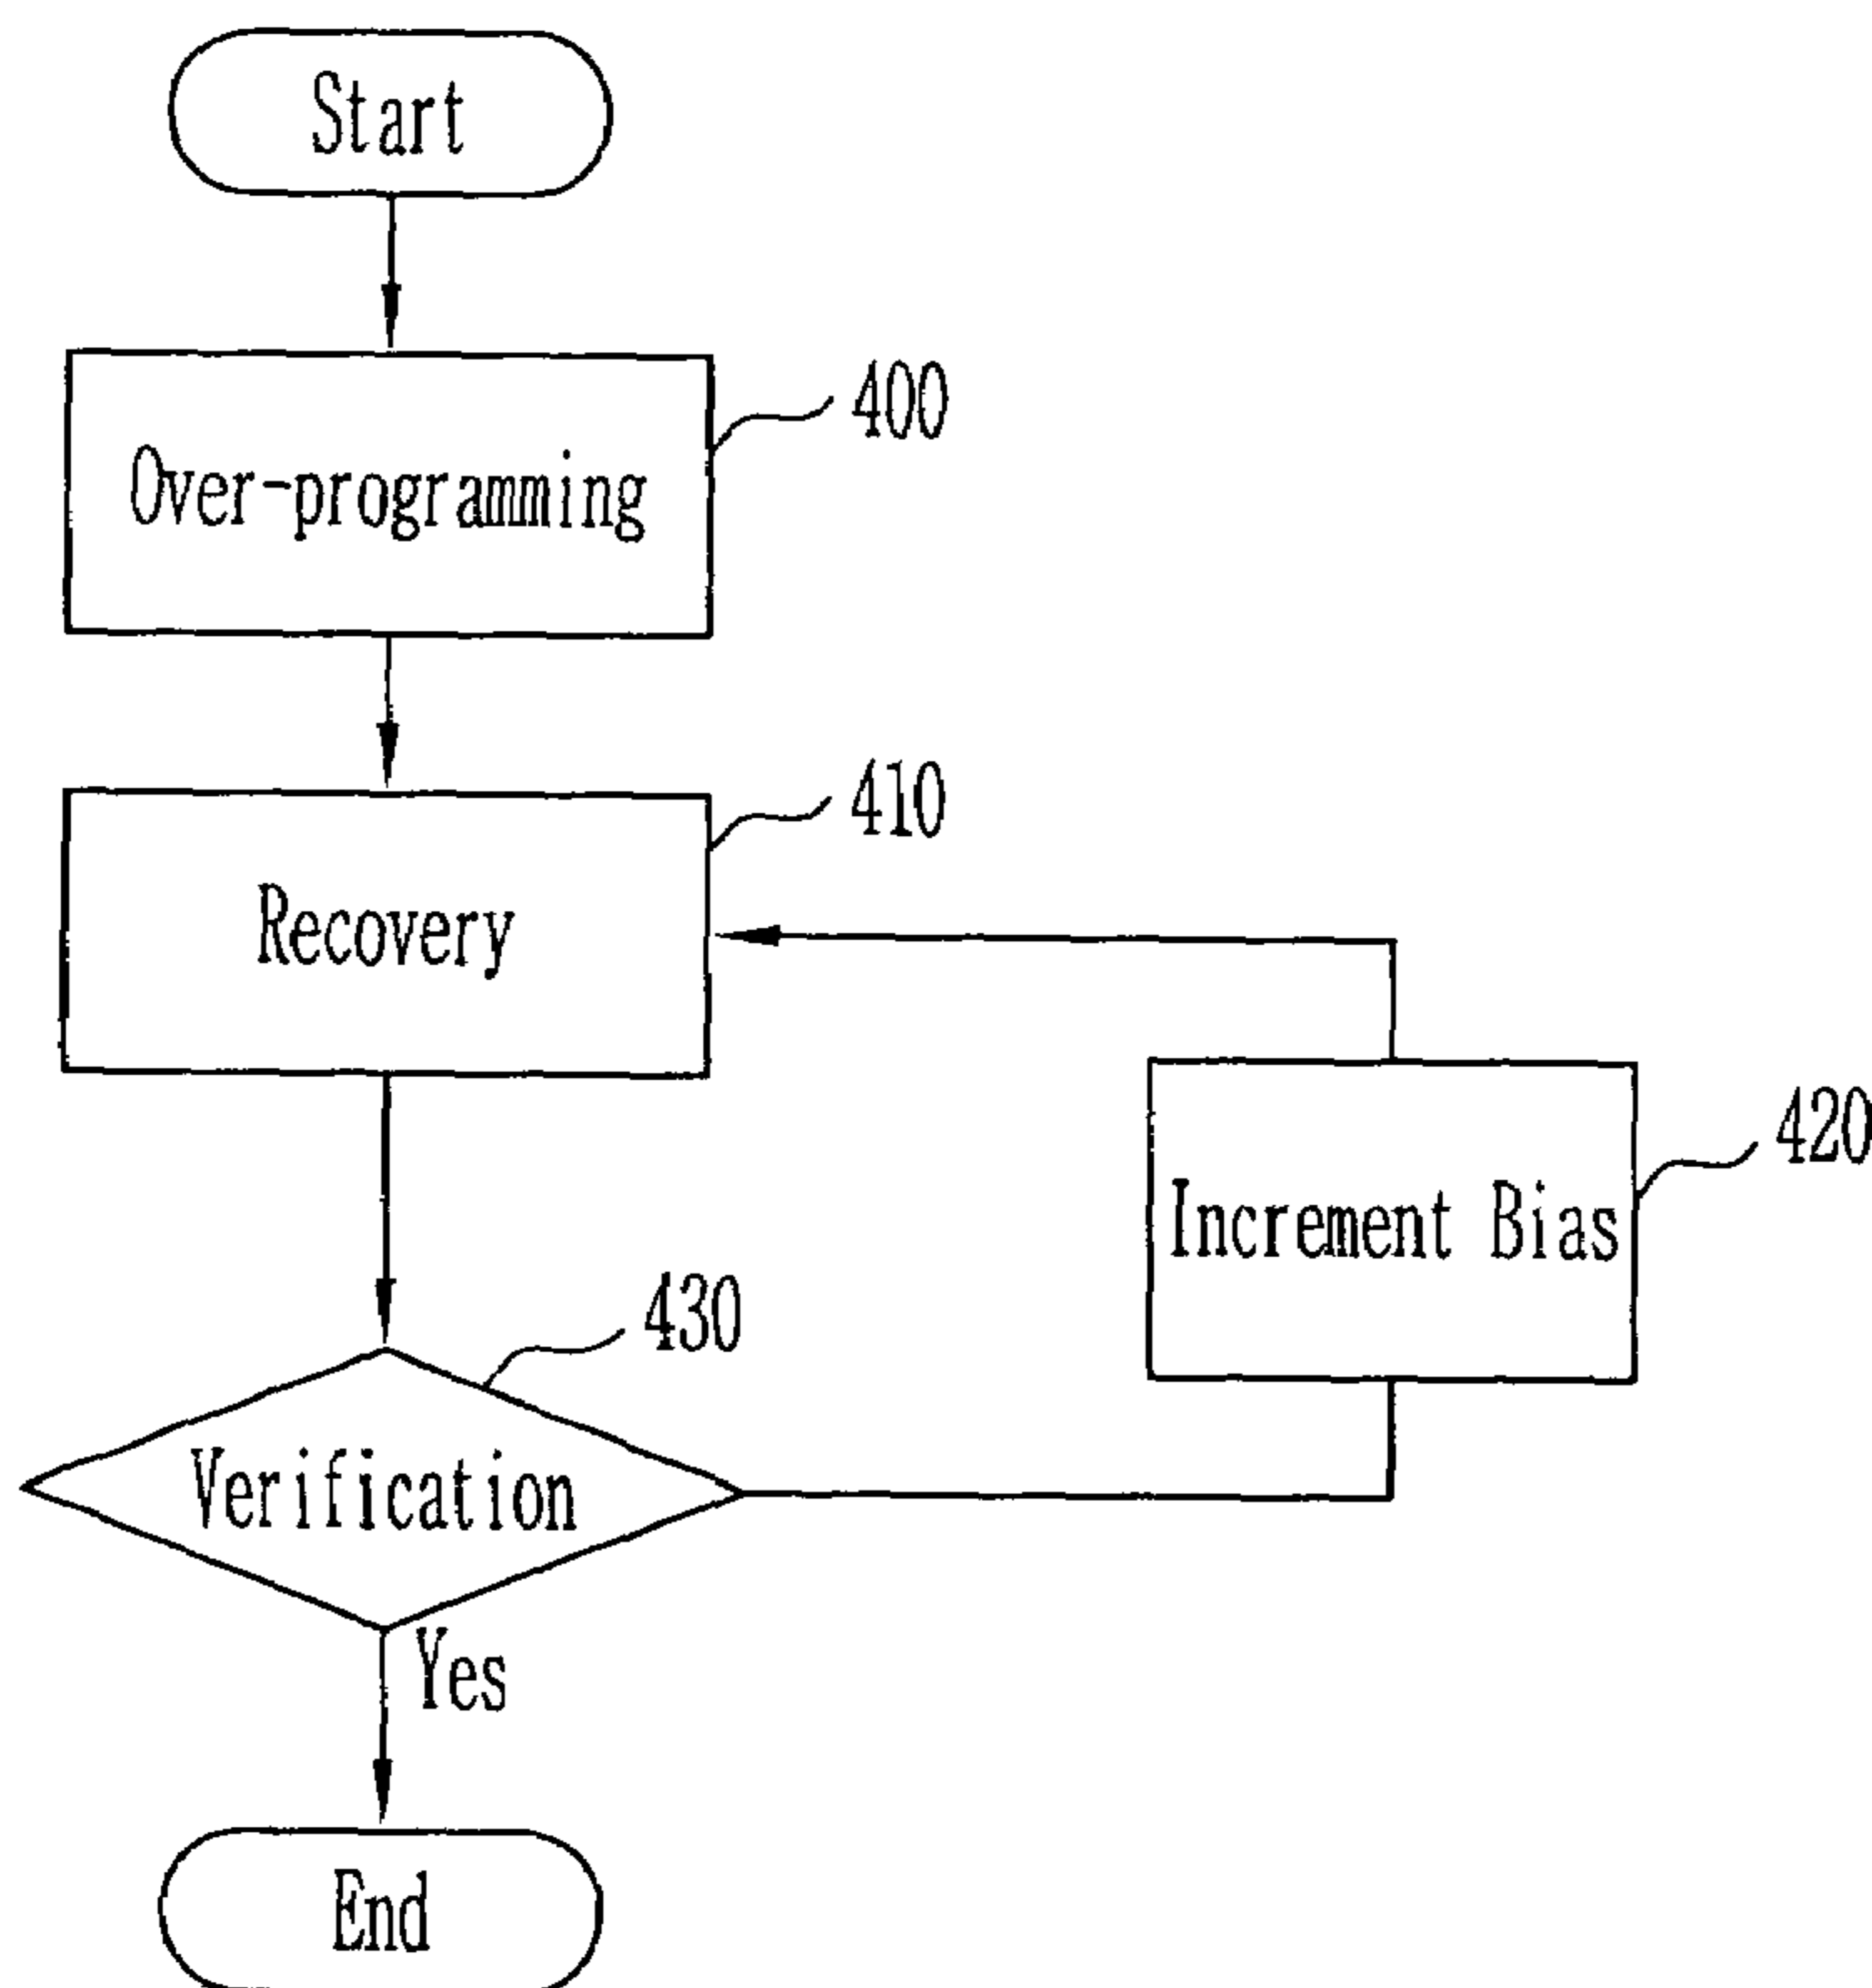 Start
400
Over-programming
410
Recovery
420
Increment Bias
430
Verification
Yes
End